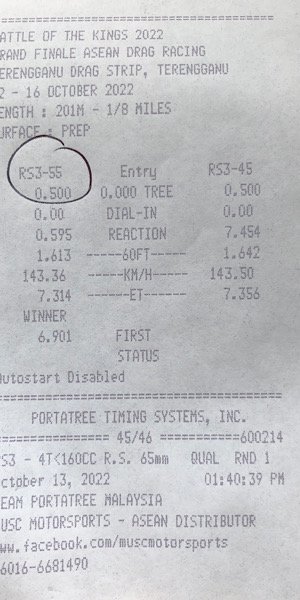 ATTLE OF THE KINGS 2022
RAND FINALE ASEAN DRAG RACING
ERENGGANU DRAG STRIP, TERENGGANU
2 - 16 OCTOBER 2022
ENGTH : 201M - 1/8 MILES
URFACE : PREP
RS3-55 Entry RS3-45
0.500 0.000 TREE 0.500
0.00 DIAL-IN 0.00
0.595 REACTION 7.454
1.613 -----60FT----- 1.642
143.36 -----KM/H----- 143.50
7.314 ------ET------ 7.356
WINNER
6.901 FIRST
STATUS
utostart Disabled
PORTATREE TIMING SYSTEMS, INC.
=============== 45/46 ===========600214
S3 - 4T<160CC R.S. 65mm QUAL RND 1
ctober 13, 2022 01:40:39 PM
EAM PORTATREE MALAYSIA
USC MOTORSPORTS - ASEAN DISTRIBUTOR
ww.facebook.com/muscmotorsports
6016-6681490